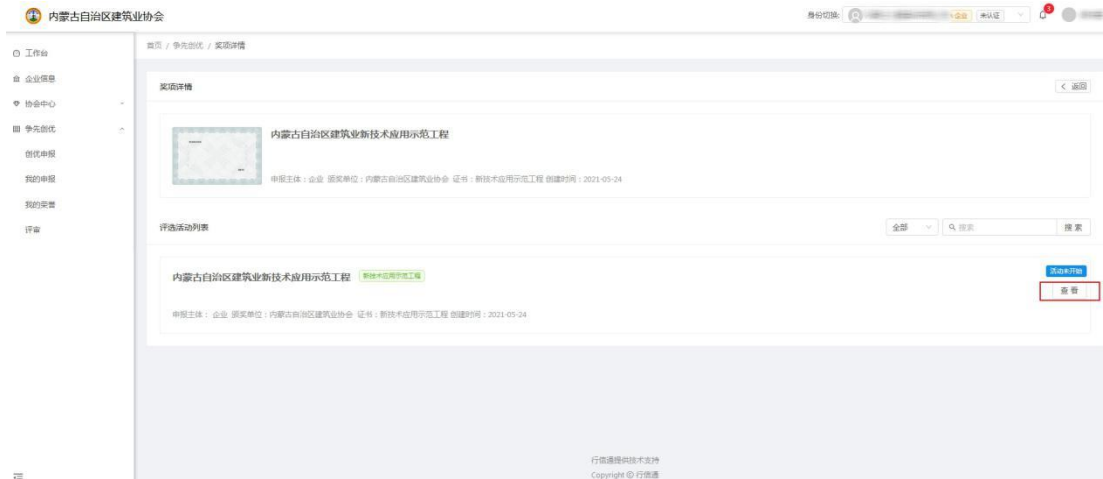 内蒙古自治区建筑业协会
身份切换:
企业
未认证
3
工作台
企业信息
协会中心
争先创优
创优申报
我的申报
我的荣誉
评审
首页 / 争先创优 / 奖项详情
奖项详情
< 返回
内蒙古自治区建筑业新技术应用示范工程
申报主体：企业 颁奖单位：内蒙古自治区建筑业协会 证书：新技术应用示范工程 创建时间：2021-05-24
评选活动列表
全部
搜索
搜 索
内蒙古自治区建筑业新技术应用示范工程
新技术应用示范工程
活动未开始
查 看
申报主体： 企业 颁奖单位：内蒙古自治区建筑业协会 证书：新技术应用示范工程 创建时间：2021-05-24
行信通提供技术支持
Copyright © 行信通